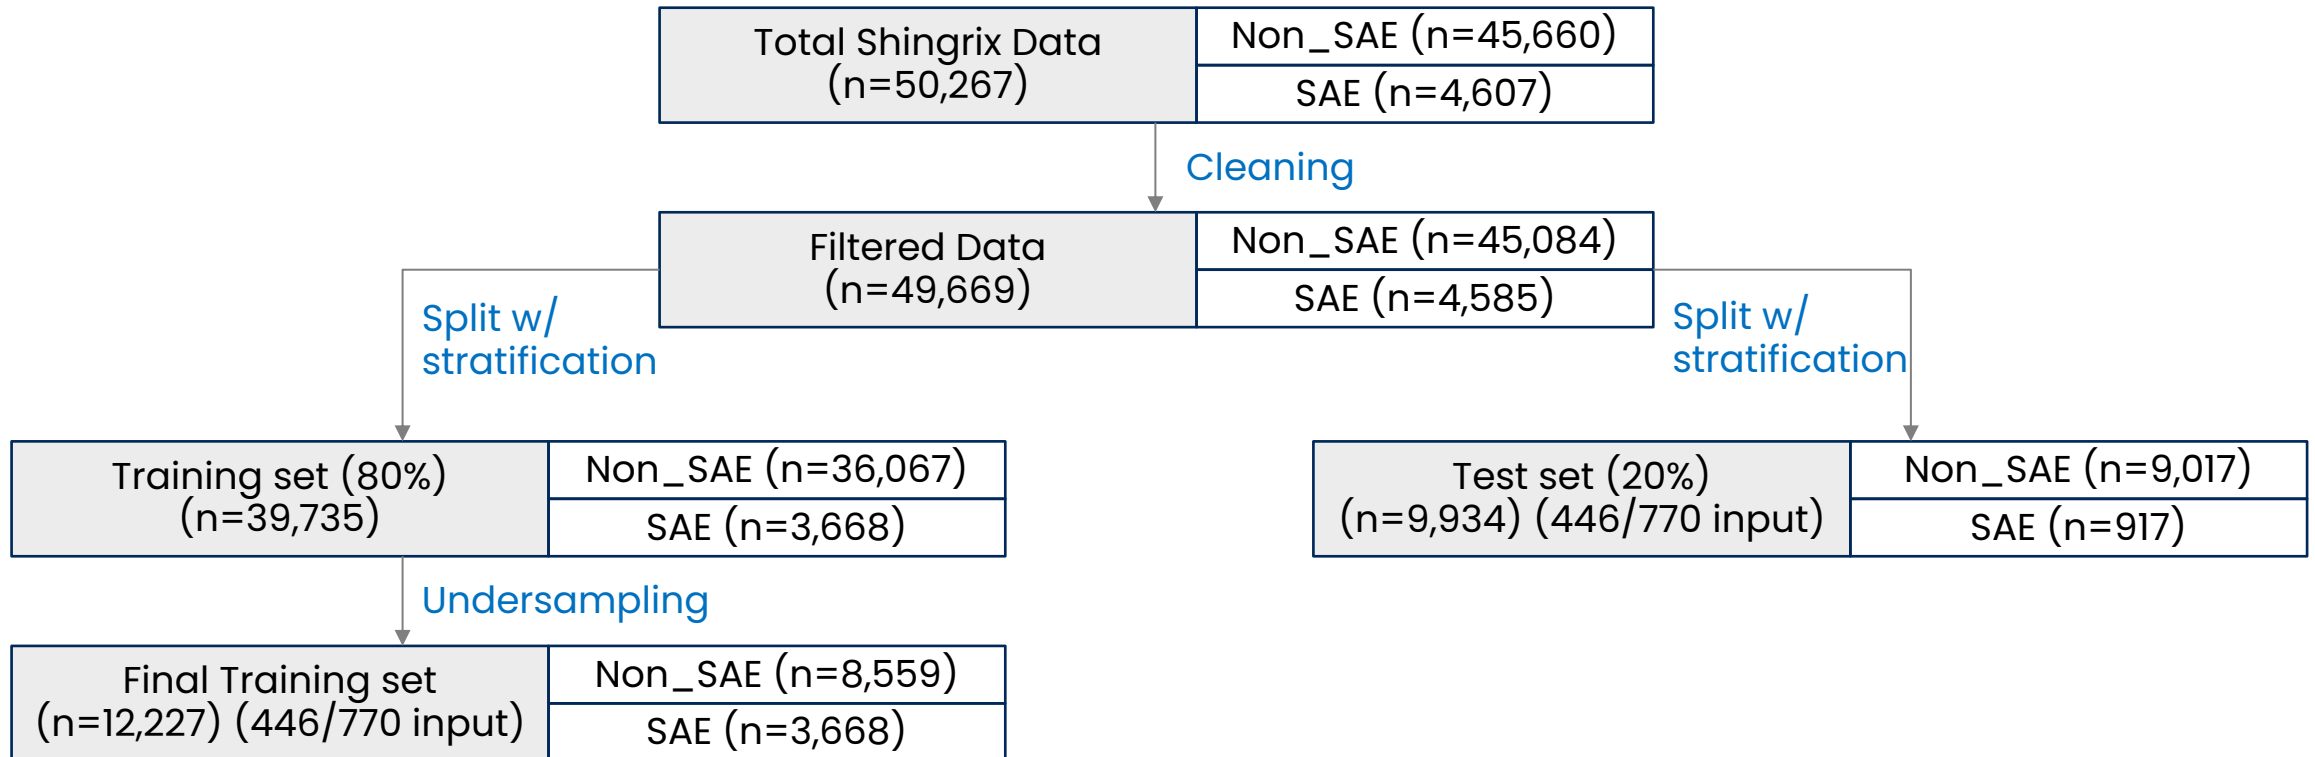 Total Shingrix Data
(n=50,267)
Non_SAE (n=45,660)
SAE (n=4,607)
Cleaning
Filtered Data
(n=49,669)
Non_SAE (n=45,084)
SAE (n=4,585)
Split w/
stratification
Split w/
stratification
Training set (80%)
(n=39,735)
Non_SAE (n=36,067)
SAE (n=3,668)
Test set (20%)
(n=9,934) (446/770 input)
Non_SAE (n=9,017)
SAE (n=917)
Undersampling
Final Training set
(n=12,227) (446/770 input)
Non_SAE (n=8,559)
SAE (n=3,668)